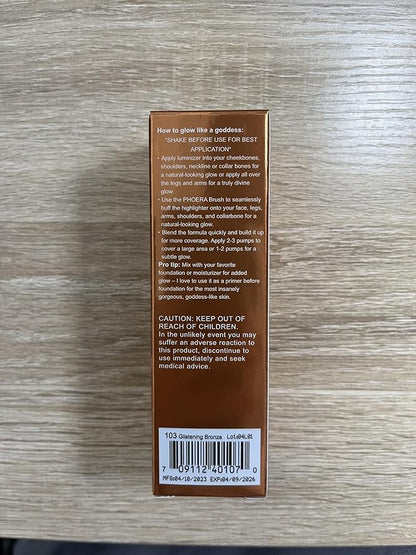 How to glow like a goddess:
"SHAKE BEFORE USE FOR BEST
APPLICATION"
• Apply luminizer into your cheekbones,
shoulders, neckline or collar bones for
a natural-looking glow or apply all over
the legs and arms for a truly divine
glow.
• Use the PHOERA Brush to seamlessly
buff the highlighter onto your face, legs,
arms, shoulders, and collarbone for a
natural-looking glow.
• Blend the formula quickly and build it up
for more coverage. Apply 2-3 pumps to
cover a large area or 1-2 pumps for a
subtle glow.
Pro tip: Mix with your favorite
foundation or moisturizer for added
glow – I love to use it as a primer before
foundation for the most insanely
gorgeous, goddess-like skin.
CAUTION: KEEP OUT OF
REACH OF CHILDREN.
In the unlikely event you may
suffer an adverse reaction to
this product, discontinue to
use immediately and seek
medical advice.
103 Glistening Bronze Lot:04L01
7 09112 40107 0
MFG:04/10/2023 EXP:04/09/2026